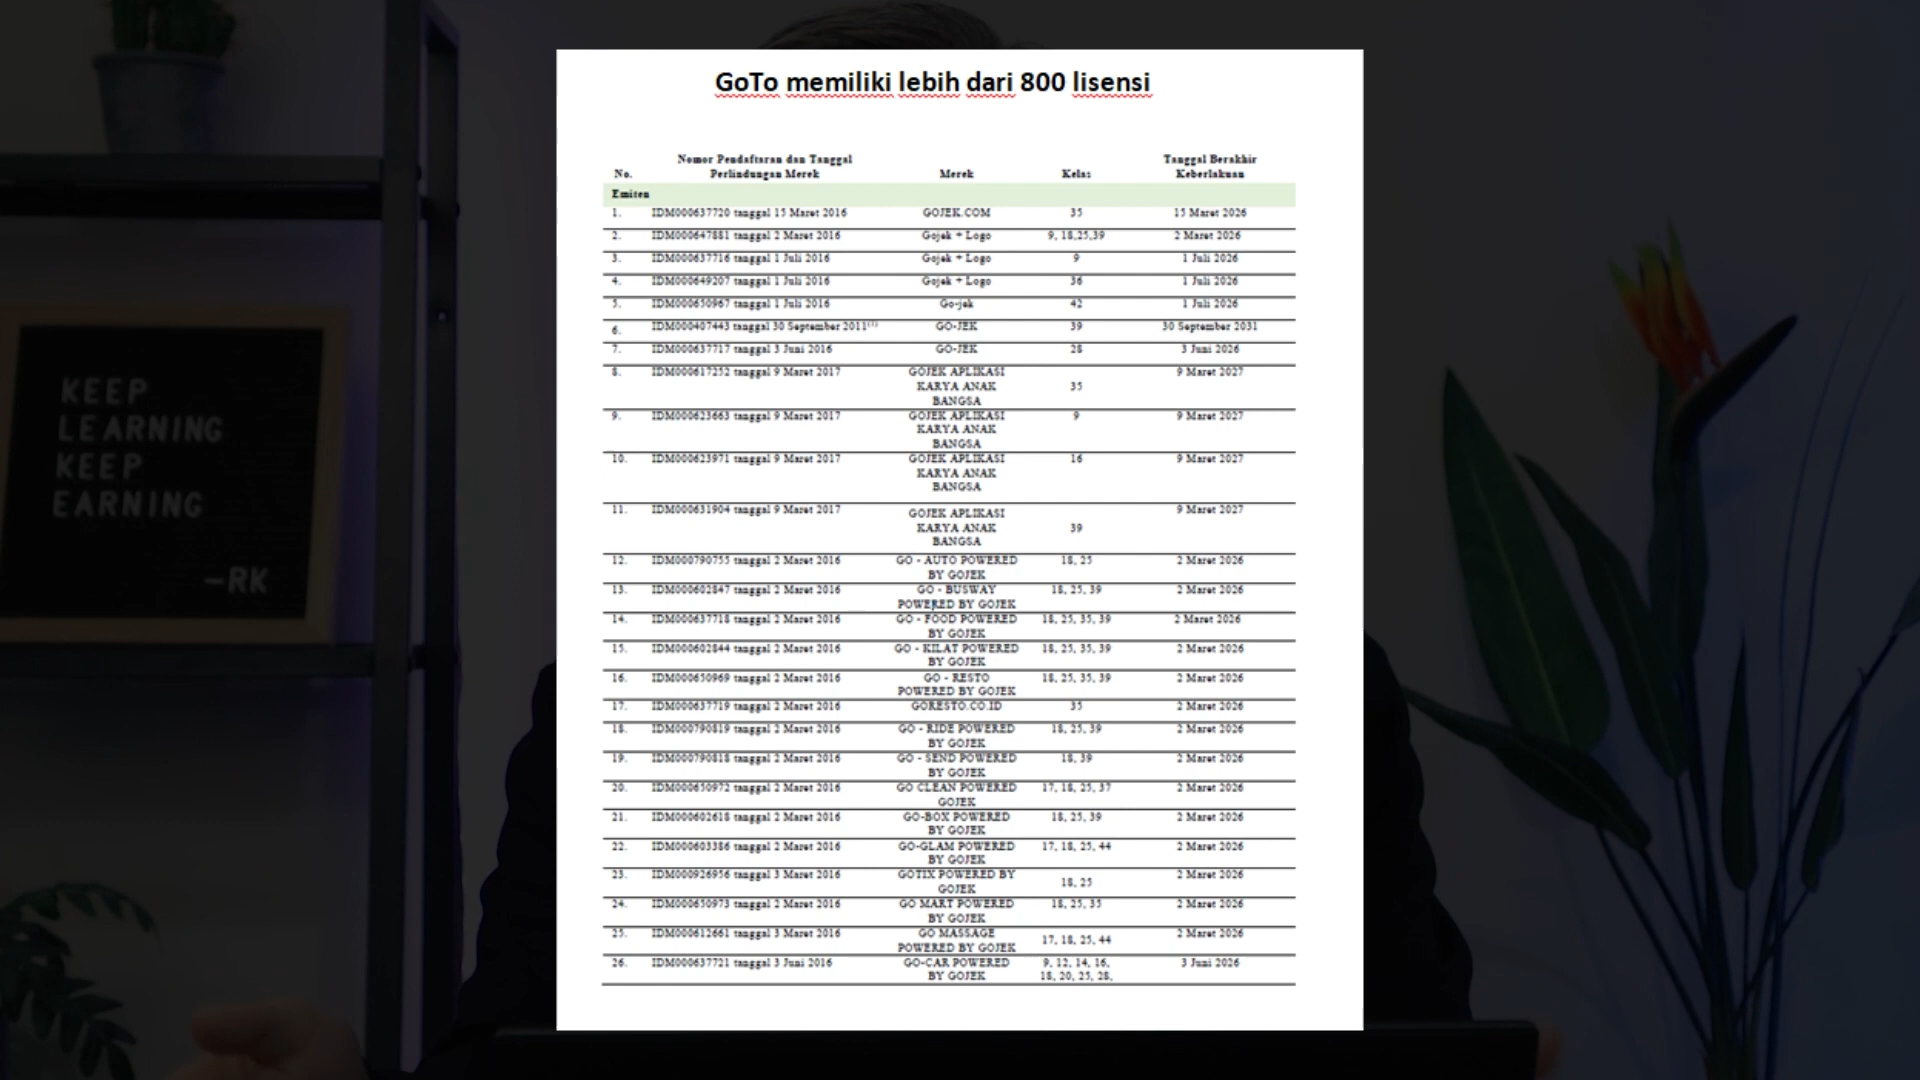 GoTo memiliki lebih dari 800 lisensi
No. Nomor Pendaftaran dan Tanggal Perlindungan Merek Merek Kelas Tanggal Berakhir Keberlakuan
Emiten
1. IDM000637720 tanggal 15 Maret 2016 GOJEK.COM 35 15 Maret 2026
2. IDM000647881 tanggal 2 Maret 2016 Gojek + Logo 9, 18,25,39 2 Maret 2026
3. IDM000637716 tanggal 1 Juli 2016 Gojek + Logo 9 1 Juli 2026
4. IDM000649207 tanggal 1 Juli 2016 Gojek + Logo 36 1 Juli 2026
5. IDM000650967 tanggal 1 Juli 2016 Go-jek 42 1 Juli 2026
6. IDM000407443 tanggal 30 September 2011(1) GO-JEK 39 30 September 2031
7. IDM000637717 tanggal 3 Juni 2016 GO-JEK 28 3 Juni 2026
8. IDM000617252 tanggal 9 Maret 2017 GOJEK APLIKASI KARYA ANAK BANGSA 35 9 Maret 2027
9. IDM000623663 tanggal 9 Maret 2017 GOJEK APLIKASI KARYA ANAK BANGSA 9 9 Maret 2027
10. IDM000623971 tanggal 9 Maret 2017 GOJEK APLIKASI KARYA ANAK BANGSA 16 9 Maret 2027
11. IDM000631904 tanggal 9 Maret 2017 GOJEK APLIKASI KARYA ANAK BANGSA 39 9 Maret 2027
12. IDM000790755 tanggal 2 Maret 2016 GO - AUTO POWERED BY GOJEK 18, 25 2 Maret 2026
13. IDM000602847 tanggal 2 Maret 2016 GO - BUSWAY POWERED BY GOJEK 18, 25, 39 2 Maret 2026
14. IDM000637718 tanggal 2 Maret 2016 GO - FOOD POWERED BY GOJEK 18, 25, 35, 39 2 Maret 2026
15. IDM000602844 tanggal 2 Maret 2016 GO - KILAT POWERED BY GOJEK 18, 25, 35, 39 2 Maret 2026
16. IDM000650969 tanggal 2 Maret 2016 GO - RESTO POWERED BY GOJEK 18, 25, 35, 39 2 Maret 2026
17. IDM000637719 tanggal 2 Maret 2016 GORESTO.CO.ID 35 2 Maret 2026
18. IDM000790819 tanggal 2 Maret 2016 GO - RIDE POWERED BY GOJEK 18, 25, 39 2 Maret 2026
19. IDM000790818 tanggal 2 Maret 2016 GO - SEND POWERED BY GOJEK 18, 39 2 Maret 2026
20. IDM000650972 tanggal 2 Maret 2016 GO CLEAN POWERED GOJEK 17, 18, 25, 37 2 Maret 2026
21. IDM000602618 tanggal 2 Maret 2016 GO-BOX POWERED BY GOJEK 18, 25, 39 2 Maret 2026
22. IDM000603386 tanggal 2 Maret 2016 GO-GLAM POWERED BY GOJEK 17, 18, 25, 44 2 Maret 2026
23. IDM000926956 tanggal 3 Maret 2016 GOTIX POWERED BY GOJEK 18, 25 2 Maret 2026
24. IDM000650973 tanggal 2 Maret 2016 GO MART POWERED BY GOJEK 18, 25, 35 2 Maret 2026
25. IDM000612661 tanggal 3 Maret 2016 GO MASSAGE POWERED BY GOJEK 17, 18, 25, 44 2 Maret 2026
26. IDM000637721 tanggal 3 Juni 2016 GO-CAR POWERED BY GOJEK 9, 12, 14, 16, 18, 20, 25, 28, 3 Juni 2026
KEEP
LEARNING
KEEP
EARNING
-RK